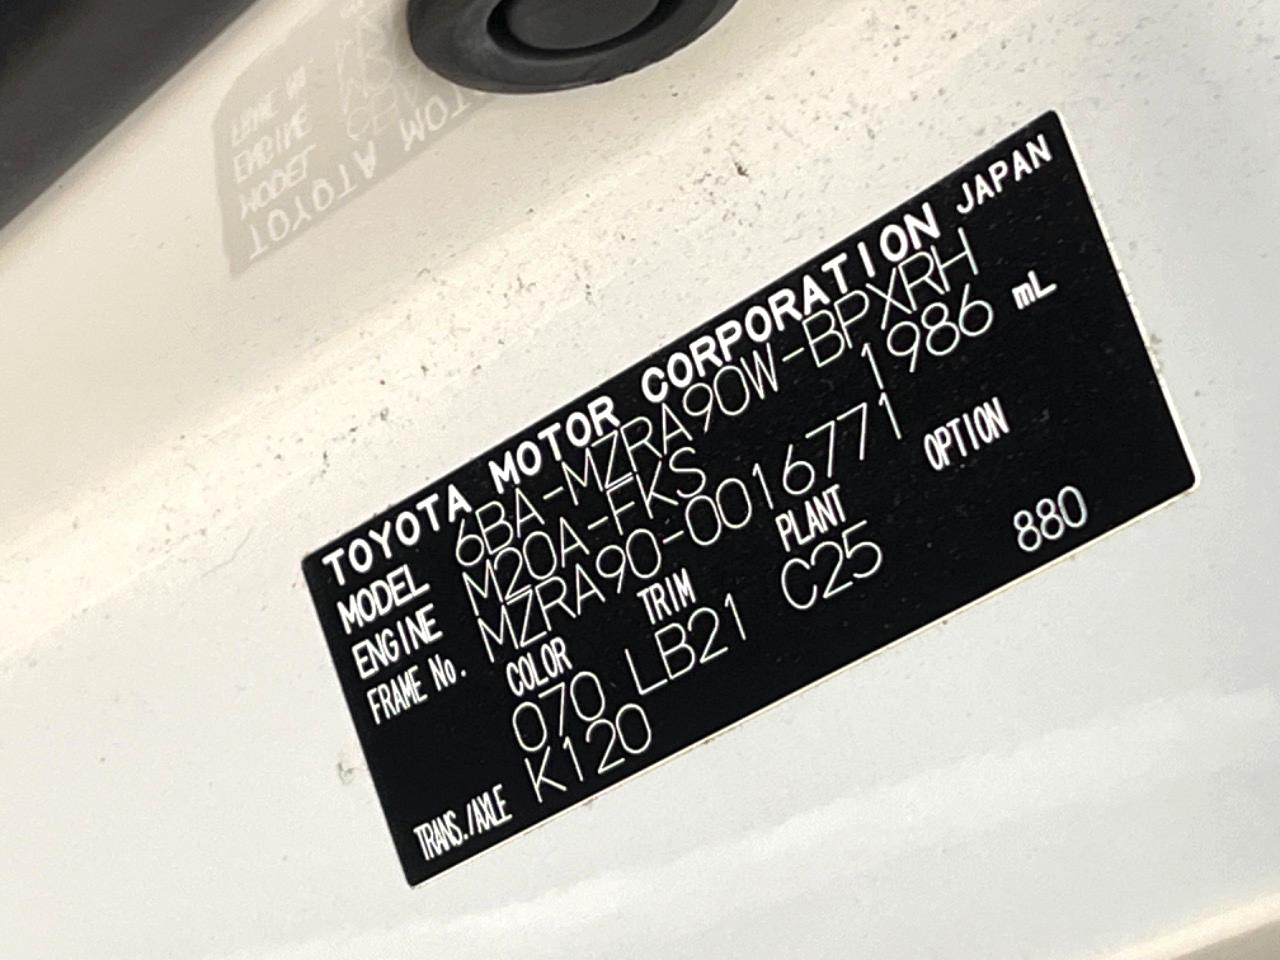 TOYOTA MOTOR CORPORATION JAPAN
MODEL 6BA-MZRA90W-BPXRH
ENGINE M20A-FKS 1986 mL
FRAME No. MZRA90-0016771
COLOR TRIM PLANT OPTION
070 LB21 C25 880
TRANS./AXLE K120